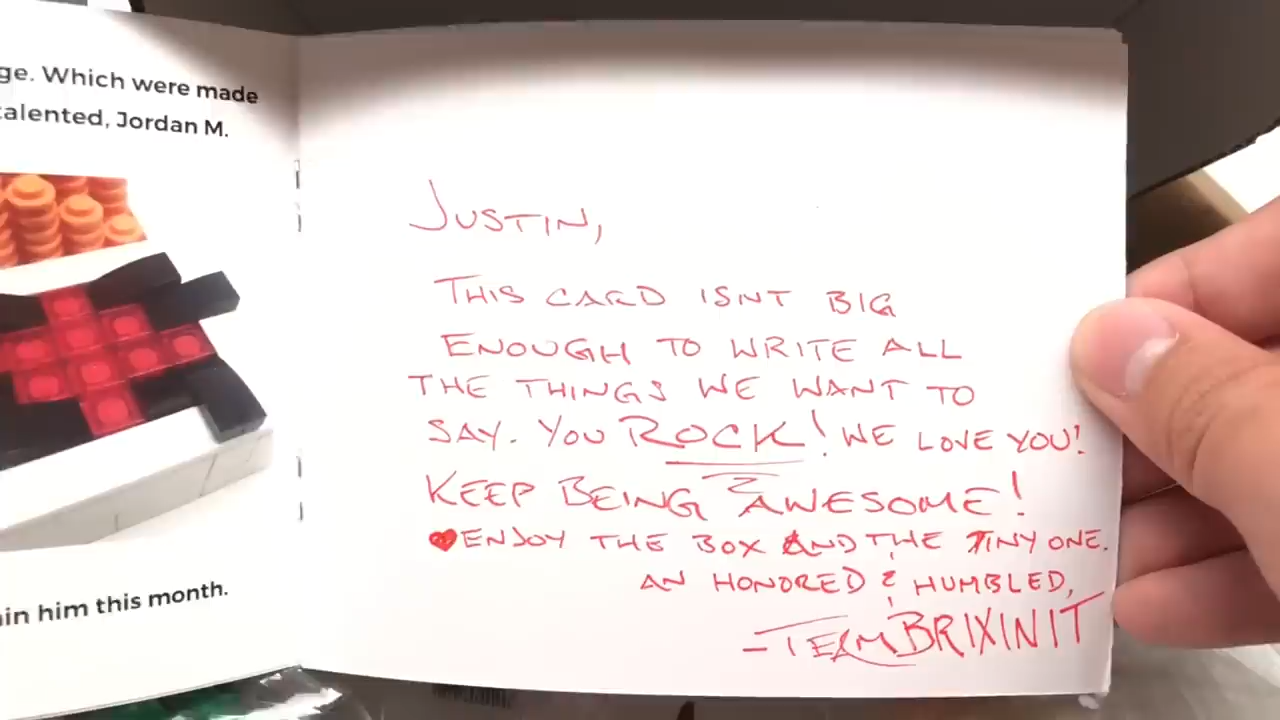 ge. Which were made
talented, Jordan M.
in him this month.
JUSTIN,
THIS CARD ISNT BIG
ENOUGH TO WRITE ALL
THE THINGS WE WANT TO
SAY. YOU ROCK! WE LOVE YOU!
KEEP BEING AWESOME!
❤ENJOY THE BOX AND THE TINY ONE.
AN HONORED & HUMBLED,
-TEAM BRIXINIT